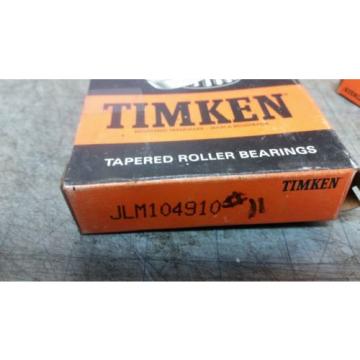 TIMKEN
TAPERED ROLLER BEARINGS
TIMKEN
JLM104910